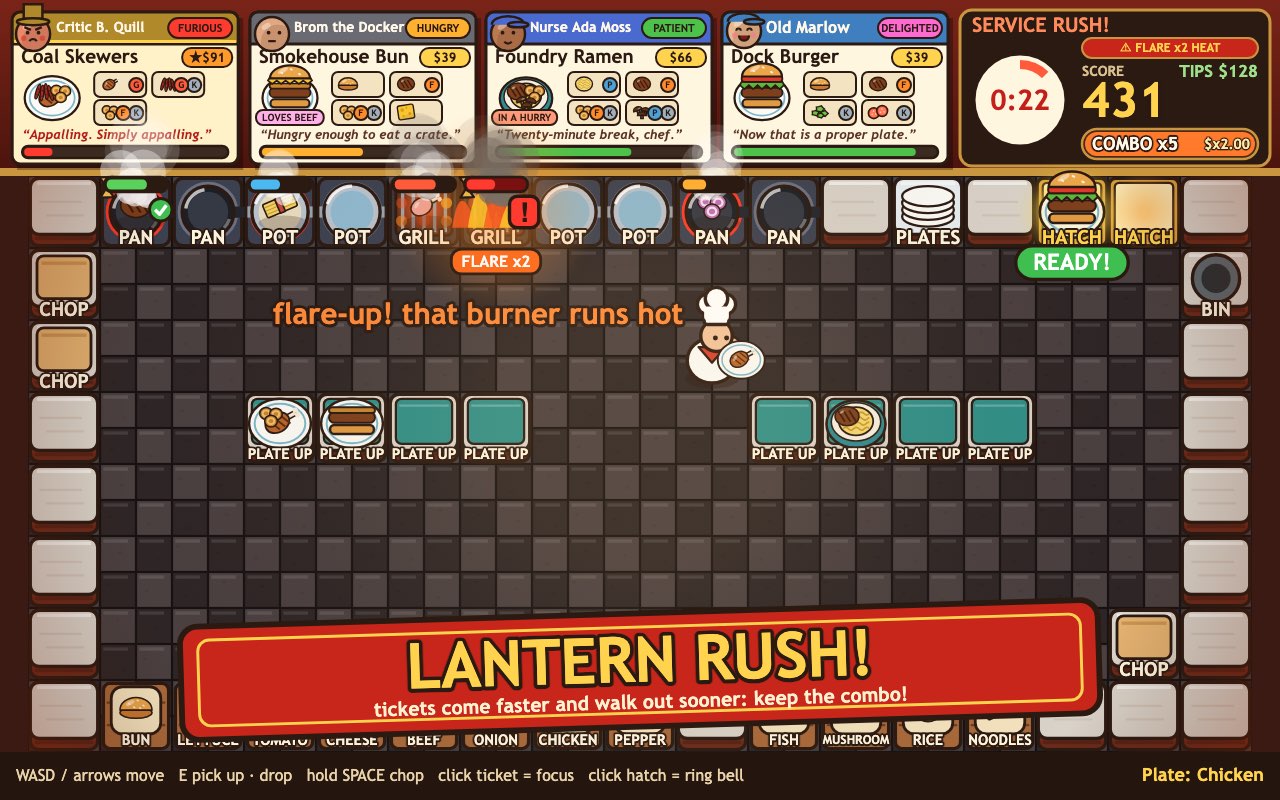 Critic B. Quill
FURIOUS
Coal Skewers
★$91
G
G K
F K
“Appalling. Simply appalling.”
Brom the Docker
HUNGRY
Smokehouse Bun
$39
F
F K
LOVES BEEF
“Hungry enough to eat a crate.”
Nurse Ada Moss
PATIENT
Foundry Ramen
$66
P
F
F K
P K
IN A HURRY
“Twenty-minute break, chef.”
Old Marlow
DELIGHTED
Dock Burger
$39
F
K
K
“Now that is a proper plate.”
SERVICE RUSH!
⚠ FLARE x2 HEAT
0:22
SCORE
TIPS $128
431
COMBO x5
$x2.00
PAN
PAN
POT
POT
GRILL
GRILL
!
POT
POT
PAN
PAN
PLATES
HATCH
HATCH
FLARE x2
READY!
CHOP
BIN
flare-up! that burner runs hot
CHOP
PLATE UP
PLATE UP
PLATE UP
PLATE UP
PLATE UP
PLATE UP
PLATE UP
PLATE UP
LANTERN RUSH!
tickets come faster and walk out sooner: keep the combo!
CHOP
BUN
LETTUCE
TOMATO
CHEESE
BEEF
ONION
CHICKEN
PEPPER
FISH
MUSHROOM
RICE
NOODLES
WASD / arrows move E pick up · drop hold SPACE chop click ticket = focus click hatch = ring bell
Plate: Chicken